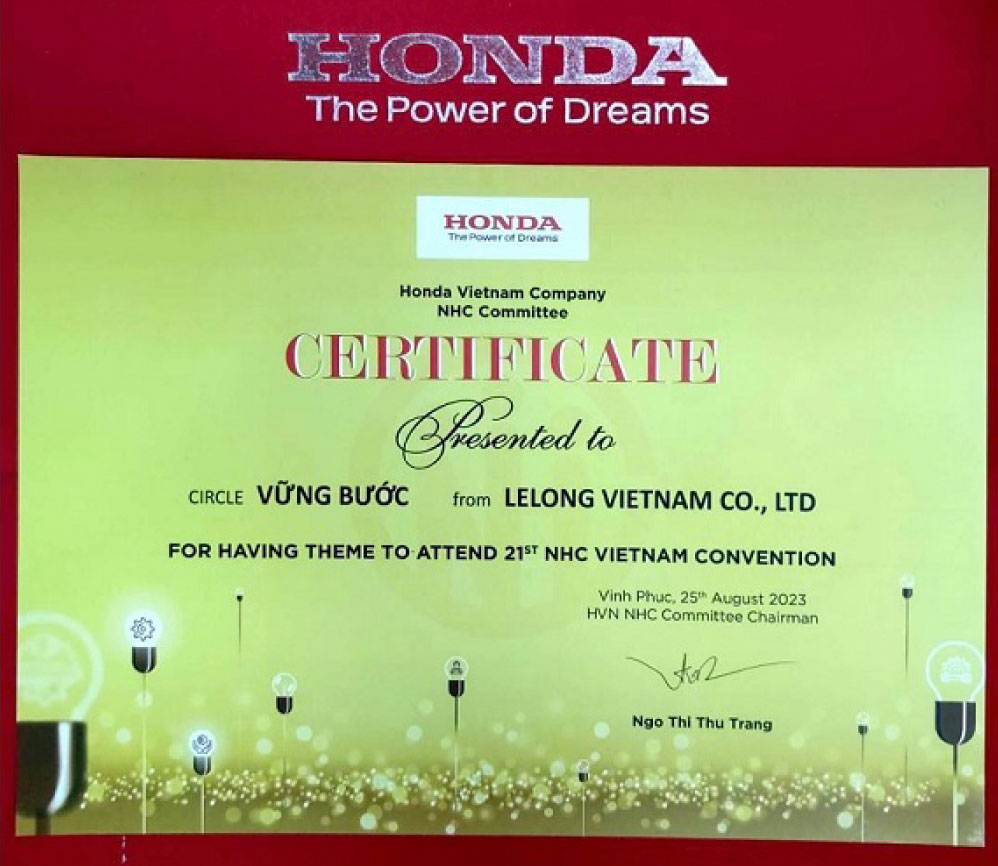 HONDA
The Power of Dreams
HONDA
The Power of Dreams
Honda Vietnam Company
NHC Committee
CERTIFICATE
Presented to
CIRCLE VỮNG BƯỚC from LELONG VIETNAM CO., LTD
FOR HAVING THEME TO ATTEND 21ST NHC VIETNAM CONVENTION
Vinh Phuc, 25th August 2023
HVN NHC Committee Chairman
Ngo Thi Thu Trang